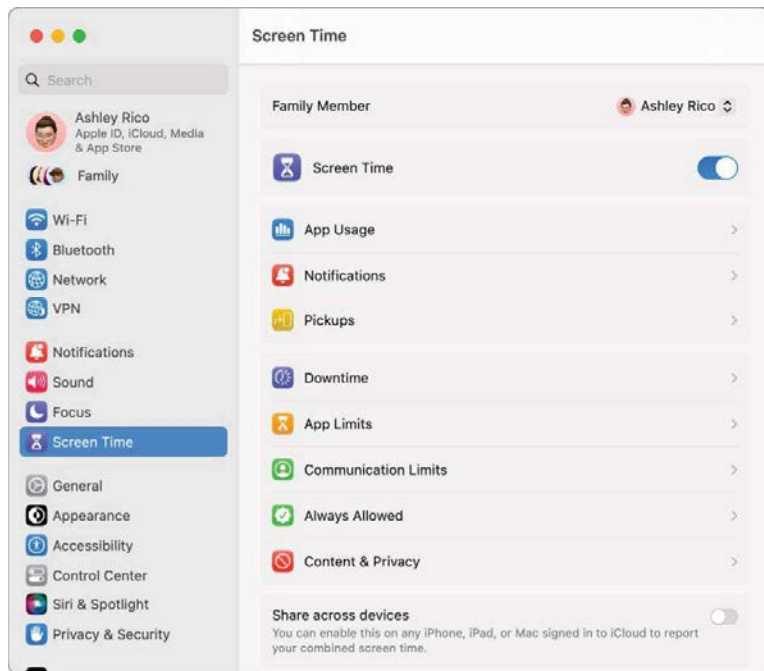 Screen Time
Search
Ashley Rico
Apple ID, iCloud, Media
& App Store
Family
Wi-Fi
Bluetooth
Network
VPN
Notifications
Sound
Focus
Screen Time
General
Appearance
Accessibility
Control Center
Siri & Spotlight
Privacy & Security
Family Member
Ashley Rico
Screen Time
App Usage
Notifications
Pickups
Downtime
App Limits
Communication Limits
Always Allowed
Content & Privacy
Share across devices
You can enable this on any iPhone, iPad, or Mac signed in to iCloud to report
your combined screen time.